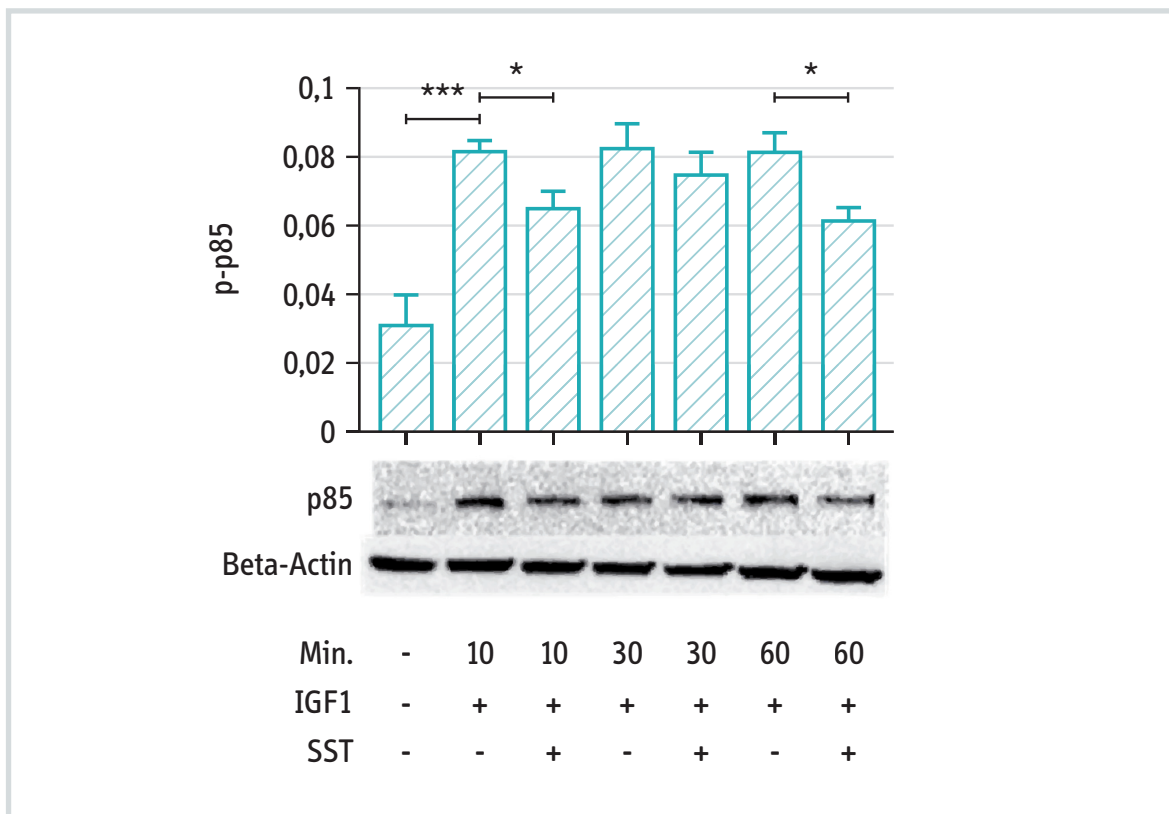 *** * *
0,1
0,08
0,06
0,04
0,02
0
p-p85
p85
Beta-Actin
Min. - 10 10 30 30 60 60
IGF1 - + + + + + +
SST - - + - + - +